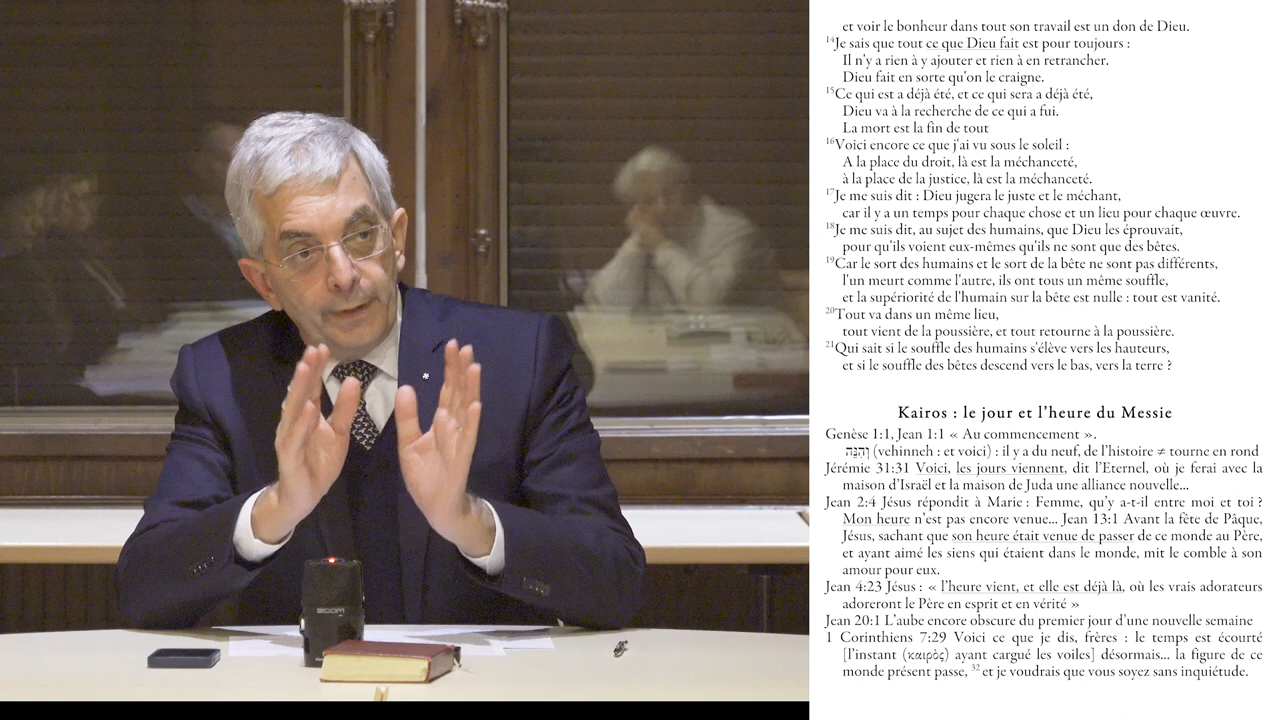 et voir le bonheur dans tout son travail est un don de Dieu.
14Je sais que tout ce que Dieu fait est pour toujours :
Il n'y a rien à y ajouter et rien à en retrancher.
Dieu fait en sorte qu'on le craigne.
15Ce qui est a déjà été, et ce qui sera a déjà été,
Dieu va à la recherche de ce qui a fui.
La mort est la fin de tout
16Voici encore ce que j'ai vu sous le soleil :
A la place du droit, là est la méchanceté,
à la place de la justice, là est la méchanceté.
17Je me suis dit : Dieu jugera le juste et le méchant,
car il y a un temps pour chaque chose et un lieu pour chaque œuvre.
18Je me suis dit, au sujet des humains, que Dieu les éprouvait,
pour qu'ils voient eux-mêmes qu'ils ne sont que des bêtes.
19Car le sort des humains et le sort de la bête ne sont pas différents,
l'un meurt comme l'autre, ils ont tous un même souffle,
et la supériorité de l'humain sur la bête est nulle : tout est vanité.
20Tout va dans un même lieu,
tout vient de la poussière, et tout retourne à la poussière.
21Qui sait si le souffle des humains s'élève vers les hauteurs,
et si le souffle des bêtes descend vers le bas, vers la terre ?
Kairos : le jour et l'heure du Messie
Genèse 1:1, Jean 1:1 « Au commencement ».
וְהִנֵּה (vehinneh : et voici) : il y a du neuf, de l'histoire ≠ tourne en rond
Jérémie 31:31 Voici, les jours viennent, dit l'Eternel, où je ferai avec la
maison d'Israël et la maison de Juda une alliance nouvelle...
Jean 2:4 Jésus répondit à Marie : Femme, qu'y a-t-il entre moi et toi ?
Mon heure n'est pas encore venue... Jean 13:1 Avant la fête de Pâque,
Jésus, sachant que son heure était venue de passer de ce monde au Père,
et ayant aimé les siens qui étaient dans le monde, mit le comble à son
amour pour eux.
Jean 4:23 Jésus : « l'heure vient, et elle est déjà là, où les vrais adorateurs
adoreront le Père en esprit et en vérité »
Jean 20:1 L'aube encore obscure du premier jour d'une nouvelle semaine
1 Corinthiens 7:29 Voici ce que je dis, frères : le temps est écourté
[l'instant (καιρὸς) ayant cargué les voiles] désormais... la figure de ce
monde présent passe, 32 et je voudrais que vous soyez sans inquiétude.
ZOOM